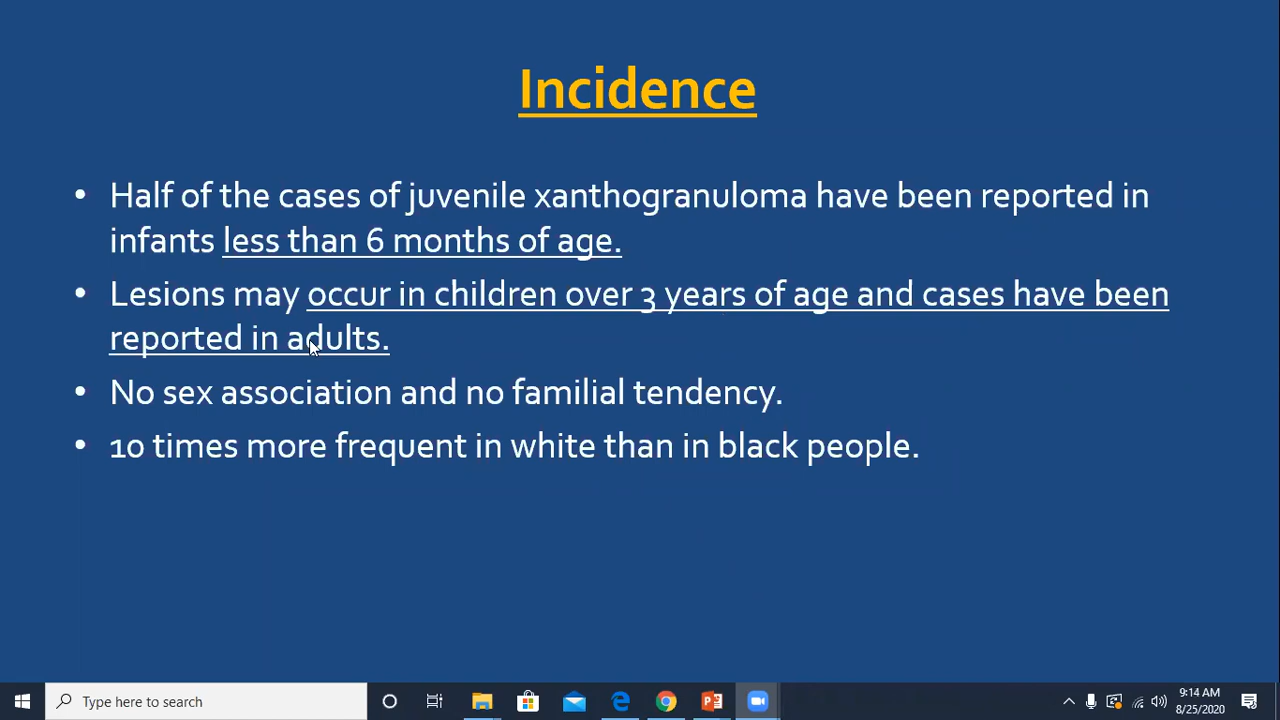 Incidence
• Half of the cases of juvenile xanthogranuloma have been reported in
infants less than 6 months of age.
• Lesions may occur in children over 3 years of age and cases have been
reported in adults.
• No sex association and no familial tendency.
• 10 times more frequent in white than in black people.
Type here to search
9:14 AM
8/25/2020